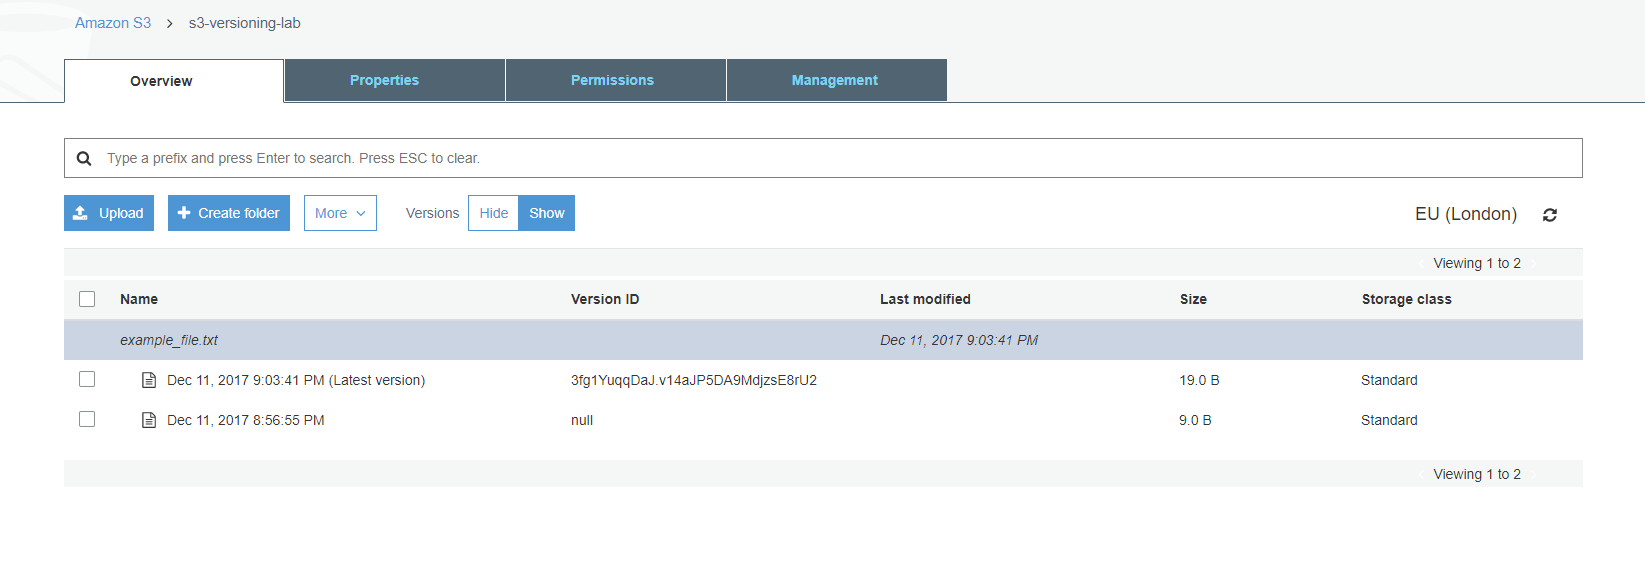 Amazon S3 > s3-versioning-lab
Overview Properties Permissions Management
Type a prefix and press Enter to search. Press ESC to clear.
Upload Create folder More Versions Hide Show EU (London)
Viewing 1 to 2
Name Version ID Last modified Size Storage class
example_file.txt Dec 11, 2017 9:03:41 PM
Dec 11, 2017 9:03:41 PM (Latest version) 3fg1YuqqDaJ.v14aJP5DA9MdjzsE8rU2 19.0 B Standard
Dec 11, 2017 8:56:55 PM null 9.0 B Standard
Viewing 1 to 2